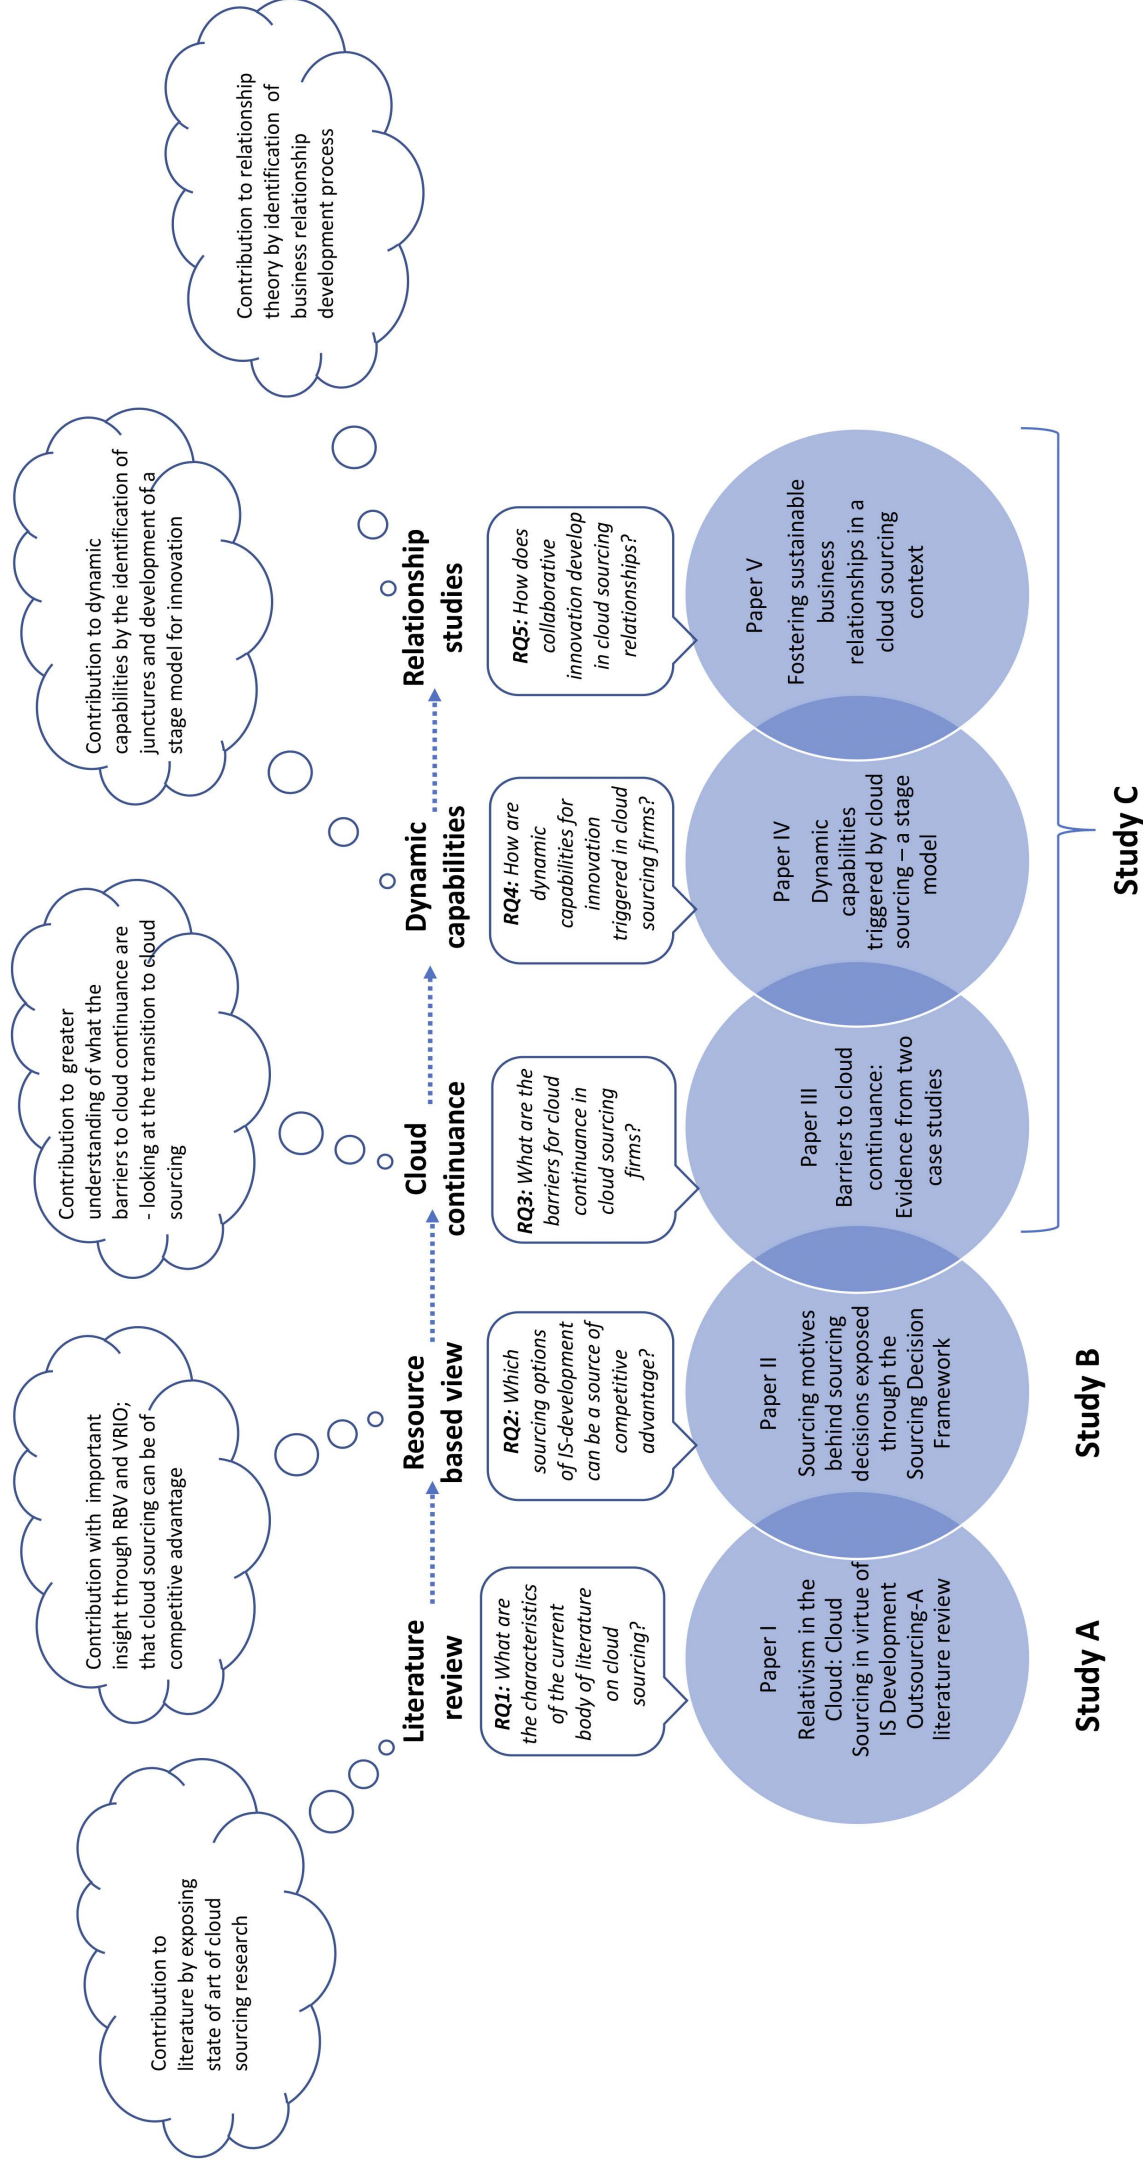 Contribution to
literature by exposing
state of art of cloud
sourcing research
Contribution with important
insight through RBV and VRIO;
that cloud sourcing can be of
competitive advantage
Contribution to greater
understanding of what the
barriers to cloud continuance are
- looking at the transition to cloud
sourcing
Contribution to dynamic
capabilities by the identification of
junctures and development of a
stage model for innovation
Contribution to relationship
theory by identification of
business relationship
development process
Literature
review
Resource
based view
Cloud
continuance
Dynamic
capabilities
Relationship
studies
RQ1: What are
the characteristics
of the current
body of literature
on cloud
sourcing?
RQ2: Which
sourcing options
of IS-development
can be a source of
competitive
advantage?
RQ3: What are the
barriers for cloud
continuance in
cloud sourcing
firms?
RQ4: How are
dynamic
capabilities for
innovation
triggered in cloud
sourcing firms?
RQ5: How does
collaborative
innovation develop
in cloud sourcing
relationships?
Paper I
Relativism in the
Cloud: Cloud
Sourcing in virtue of
IS Development
Outsourcing-A
literature review
Paper II
Sourcing motives
behind sourcing
decisions exposed
through the
Sourcing Decision
Framework
Paper III
Barriers to cloud
continuance:
Evidence from two
case studies
Paper IV
Dynamic
capabilities
triggered by cloud
sourcing – a stage
model
Paper V
Fostering sustainable
business
relationships in a
cloud sourcing
context
Study A
Study B
Study C